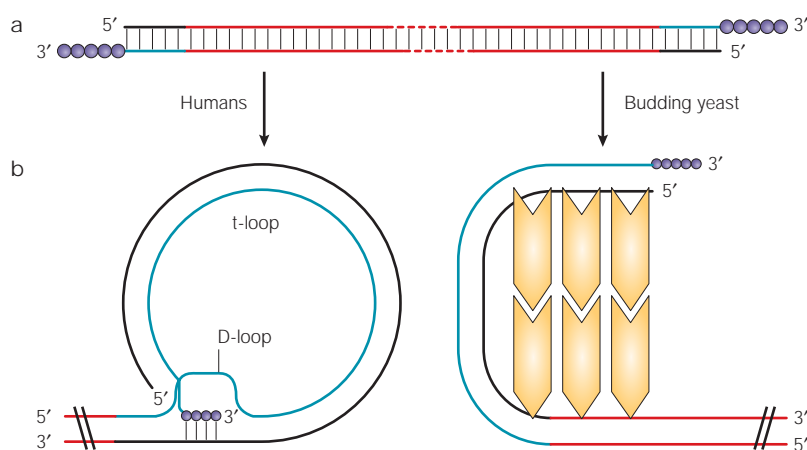 a
5′ 3′
3′ 5′
Humans Budding yeast
b
3′
5′
t-loop
D-loop
5′
3′
5′ 3′
3′ 5′